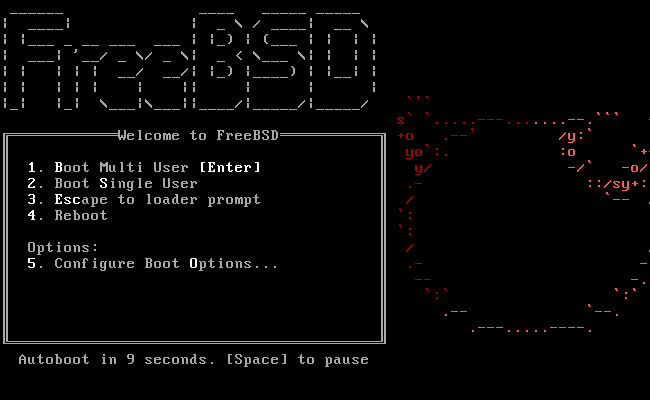 FreeBSD
Welcome to FreeBSD
1. Boot Multi User [Enter]
2. Boot Single User
3. Escape to loader prompt
4. Reboot
Options:
5. Configure Boot Options...
Autoboot in 9 seconds. [Space] to pause